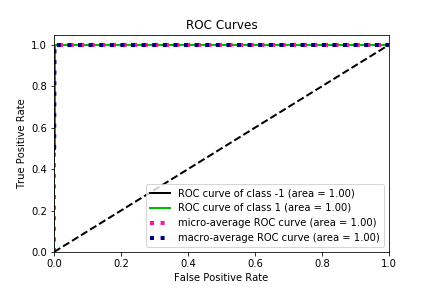 ROC Curves
True Positive Rate
1.0
0.8
0.6
0.4
0.2
0.0
ROC curve of class -1 (area = 1.00)
ROC curve of class 1 (area = 1.00)
micro-average ROC curve (area = 1.00)
macro-average ROC curve (area = 1.00)
0.0 0.2 0.4 0.6 0.8 1.0
False Positive Rate